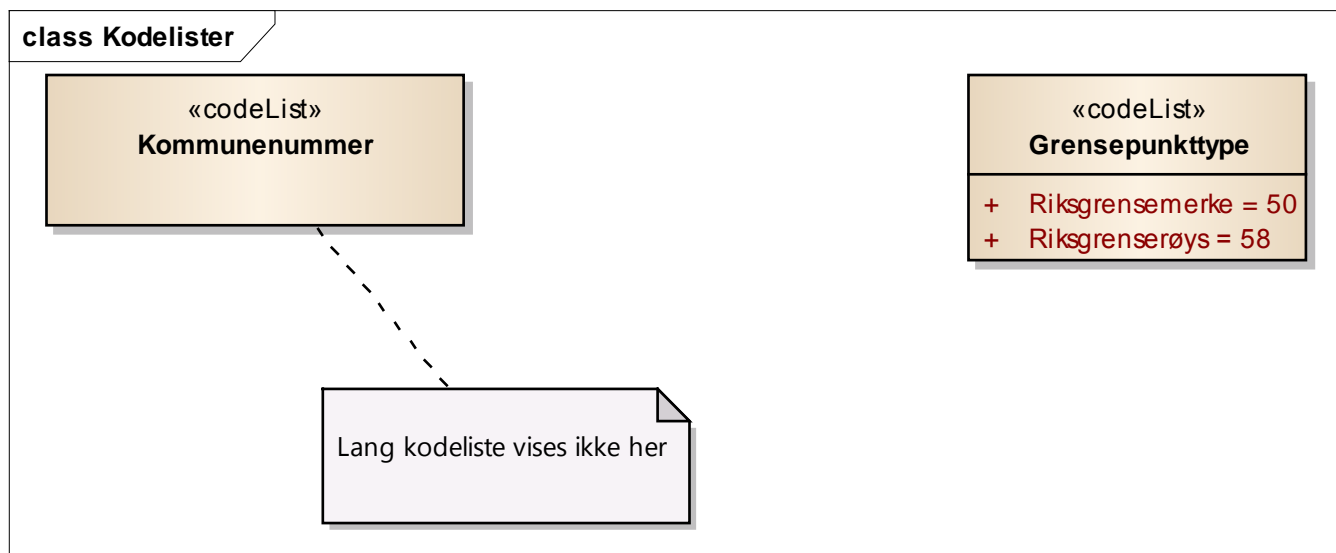 class Kodelister
«codeList»
Kommunenummer
«codeList»
Grensepunkttype
+ Riksgrensemerke = 50
+ Riksgrenserøys = 58
Lang kodeliste vises ikke her